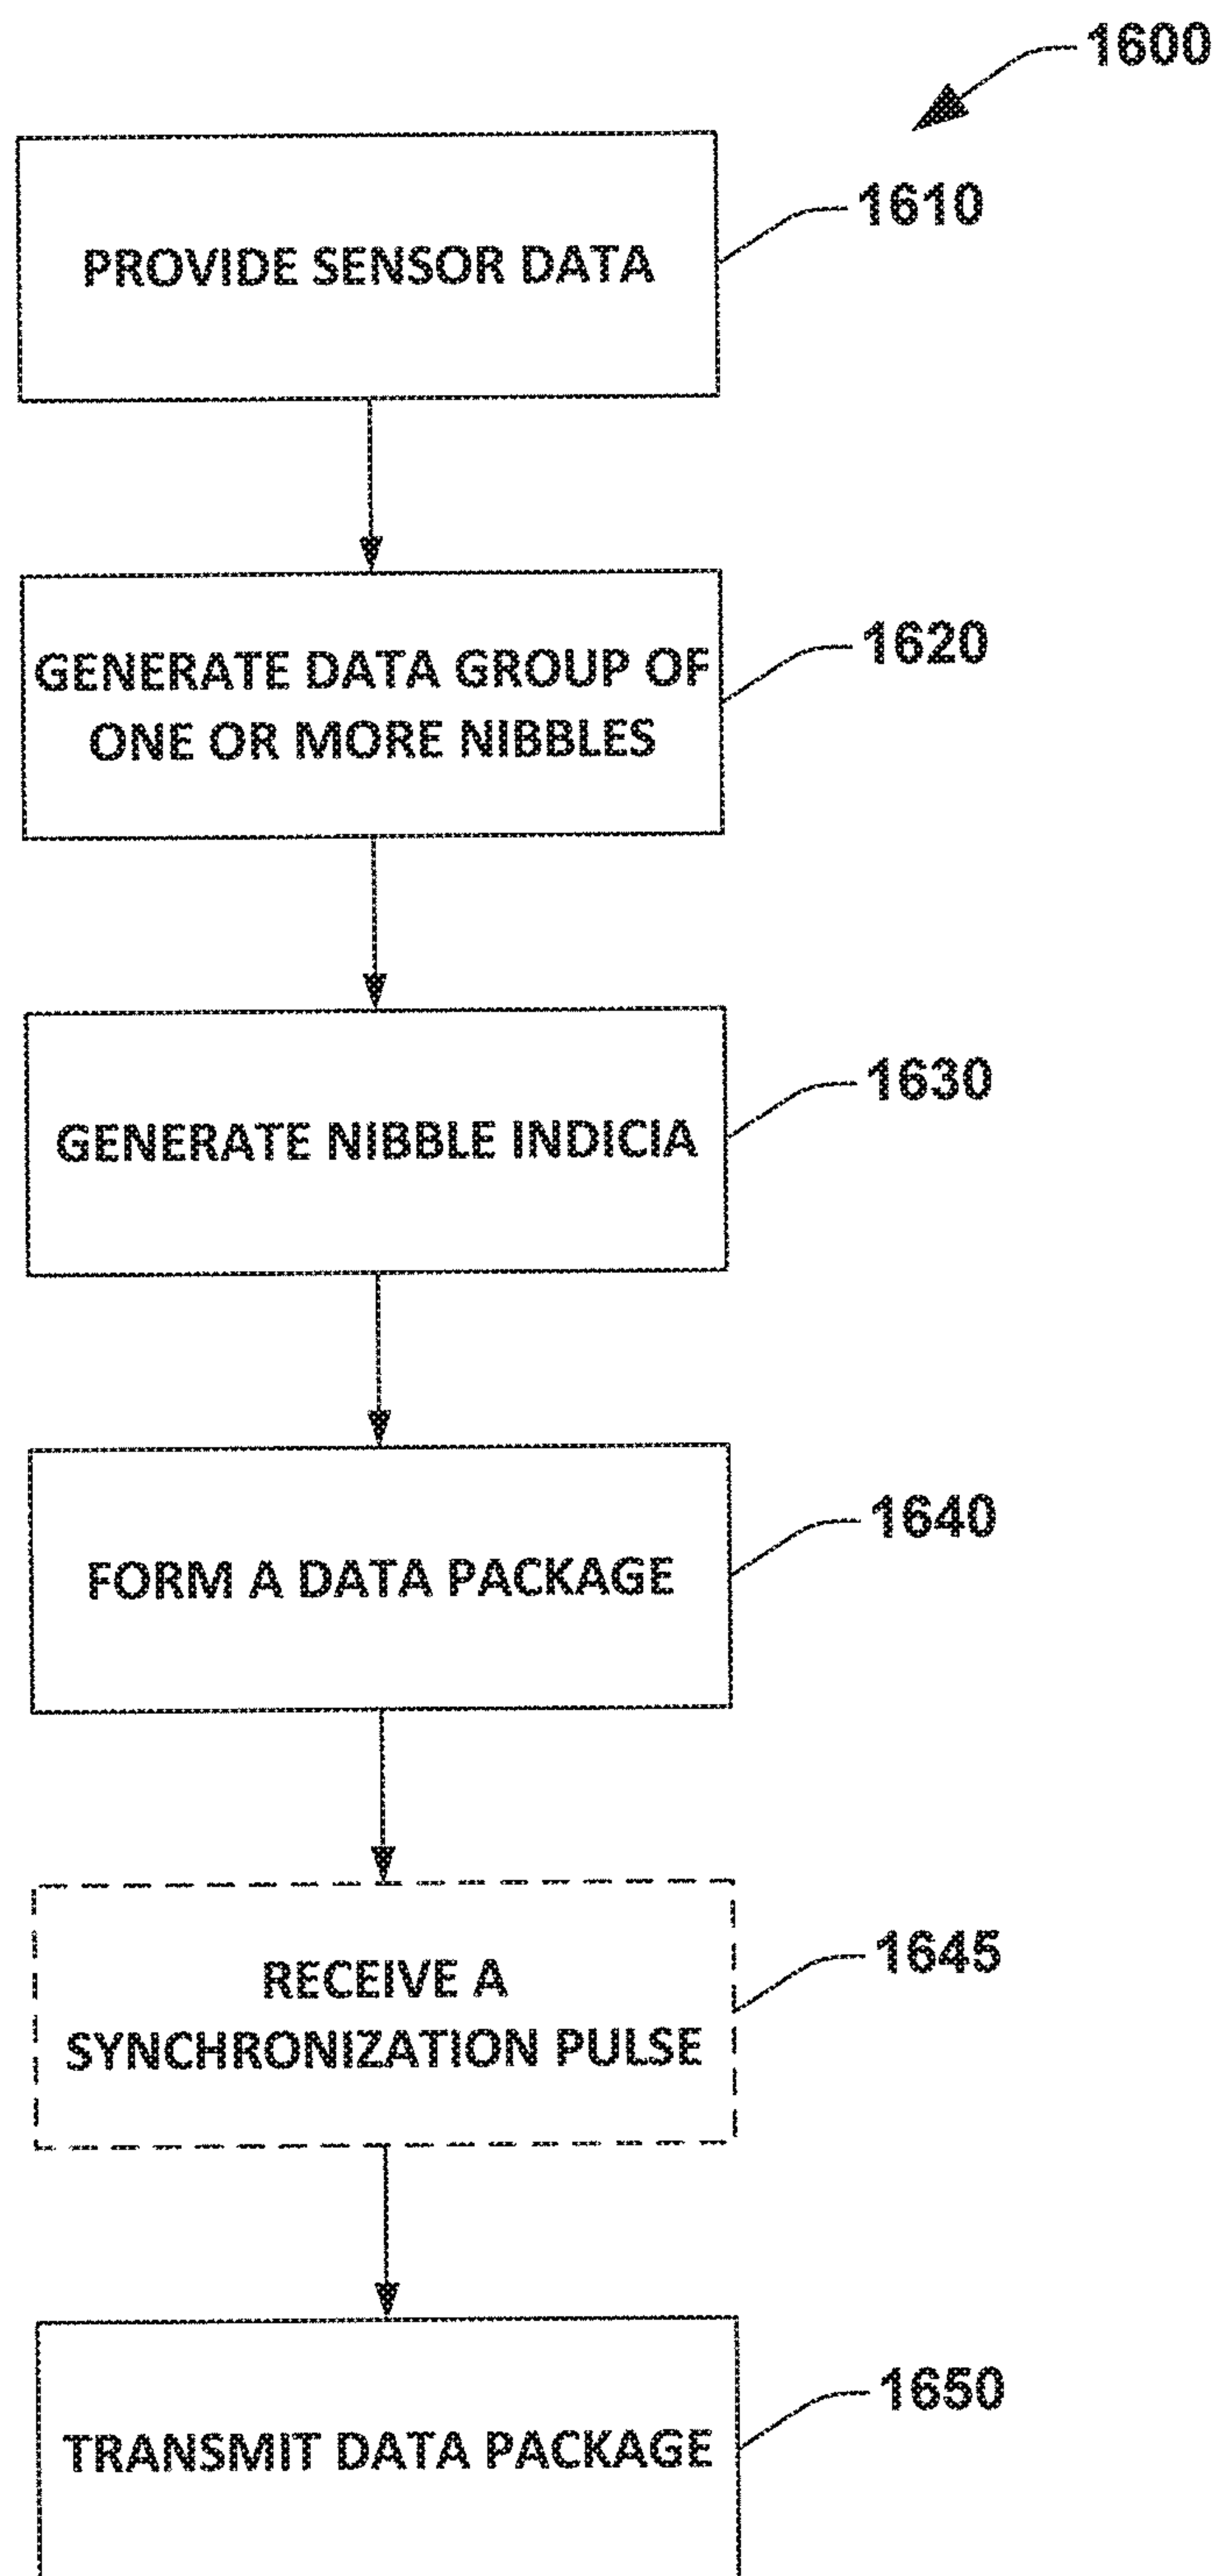 1600
PROVIDE SENSOR DATA
1610
GENERATE DATA GROUP OF
ONE OR MORE NIBBLES
1620
GENERATE NIBBLE INDICIA
1630
FORM A DATA PACKAGE
1640
RECEIVE A
SYNCHRONIZATION PULSE
1645
TRANSMIT DATA PACKAGE
1650